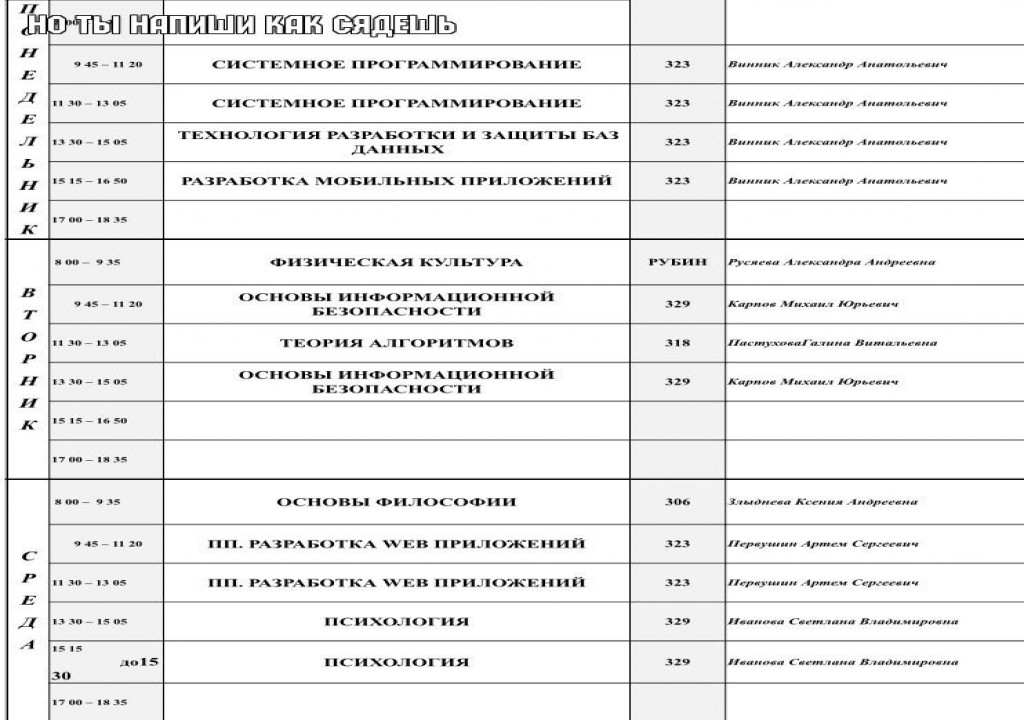 НО ТЫ НАПИШИ КАК СЯДЕШЬ
ПОНЕДЕЛЬНИК
9 45 – 11 20 СИСТЕМНОЕ ПРОГРАММИРОВАНИЕ 323 Винник Александр Анатольевич
11 30 – 13 05 СИСТЕМНОЕ ПРОГРАММИРОВАНИЕ 323 Винник Александр Анатольевич
13 30 – 15 05 ТЕХНОЛОГИЯ РАЗРАБОТКИ И ЗАЩИТЫ БАЗ
ДАННЫХ 323 Винник Александр Анатольевич
15 15 – 16 50 РАЗРАБОТКА МОБИЛЬНЫХ ПРИЛОЖЕНИЙ 323 Винник Александр Анатольевич
17 00 – 18 35
ВТОРНИК
8 00 – 9 35 ФИЗИЧЕСКАЯ КУЛЬТУРА РУБИН Русяева Александра Андреевна
9 45 – 11 20 ОСНОВЫ ИНФОРМАЦИОННОЙ
БЕЗОПАСНОСТИ 329 Карпов Михаил Юрьевич
11 30 – 13 05 ТЕОРИЯ АЛГОРИТМОВ 318 ПастуховаГалина Витальевна
13 30 – 15 05 ОСНОВЫ ИНФОРМАЦИОННОЙ
БЕЗОПАСНОСТИ 329 Карпов Михаил Юрьевич
15 15 – 16 50
17 00 – 18 35
СРЕДА
8 00 – 9 35 ОСНОВЫ ФИЛОСОФИИ 306 Злыднева Ксения Андреевна
9 45 – 11 20 ПП. РАЗРАБОТКА WEB ПРИЛОЖЕНИЙ 323 Первушин Артем Сергеевич
11 30 – 13 05 ПП. РАЗРАБОТКА WEB ПРИЛОЖЕНИЙ 323 Первушин Артем Сергеевич
13 30 – 15 05 ПСИХОЛОГИЯ 329 Иванова Светлана Владимировна
15 15
до15 ПСИХОЛОГИЯ 329 Иванова Светлана Владимировна
30
17 00 – 18 35